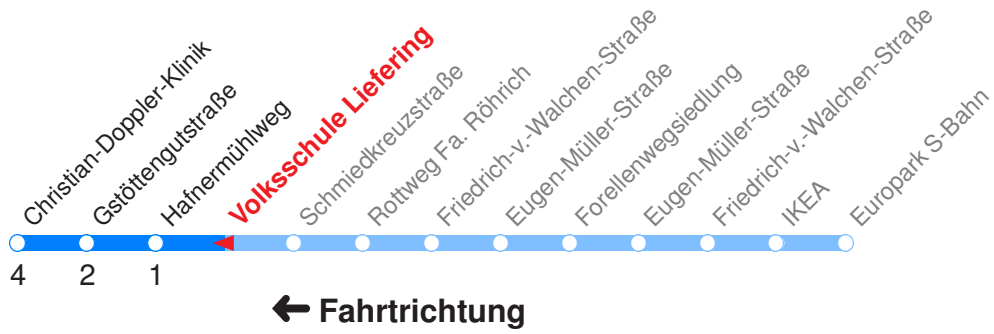 Christian-Doppler-Klinik
Gstöttengutstraße
Hafnermühlweg
Volksschule Liefering
Schmiedkreuzstraße
Rottweg Fa. Röhrich
Friedrich-v.-Walchen-Straße
Eugen-Müller-Straße
Forellenwegsiedlung
Eugen-Müller-Straße
Friedrich-v.-Walchen-Straße
IKEA
Europark S-Bahn
4 2 1
Fahrtrichtung